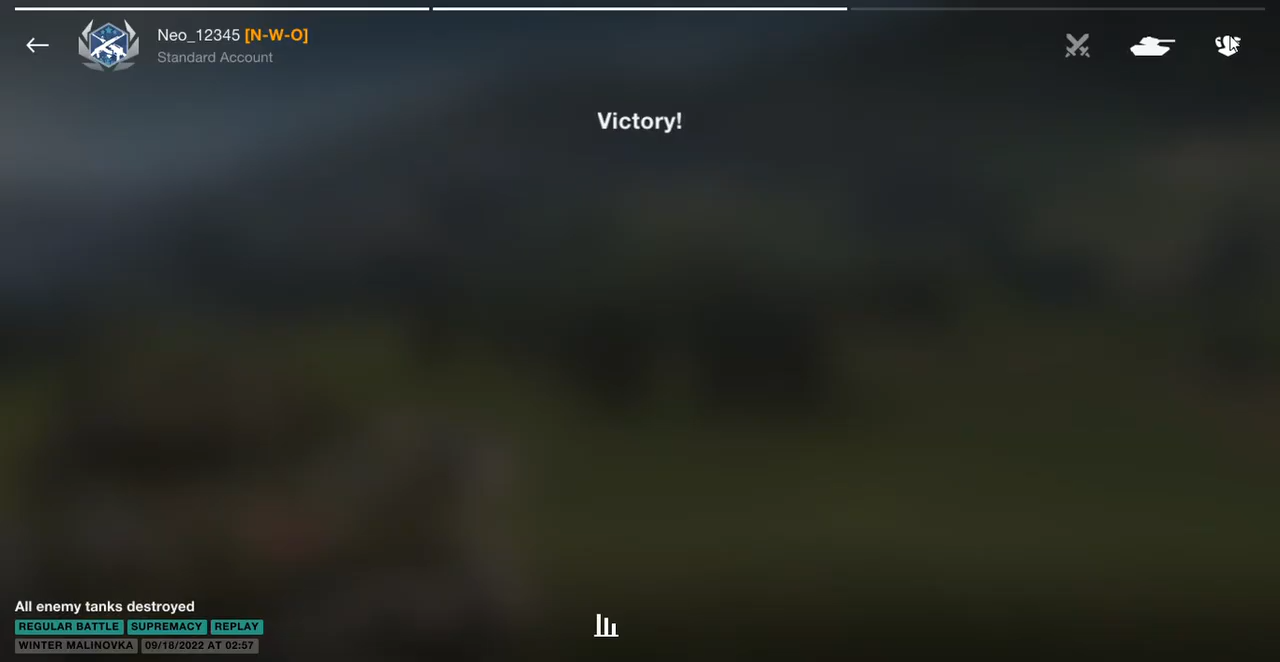 Neo_12345 [N-W-O]
Standard Account
Victory!
All enemy tanks destroyed
REGULAR BATTLE SUPREMACY REPLAY
WINTER MALINOVKA 09/18/2022 AT 02:57